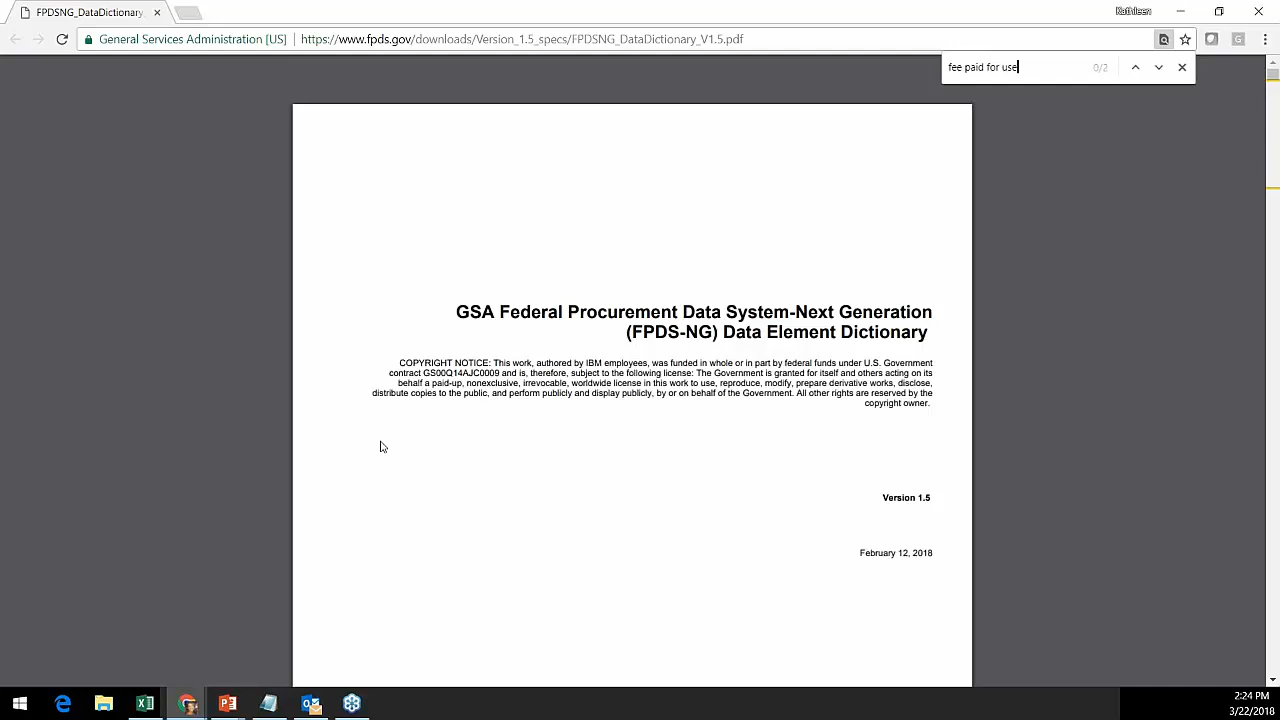 FPDSNG_DataDictionary_
Kathleen
General Services Administration [US]
https://www.fpds.gov/downloads/Version_1.5_specs/FPDSNG_DataDictionary_V1.5.pdf
fee paid for use
0/2
GSA Federal Procurement Data System-Next Generation
(FPDS-NG) Data Element Dictionary
COPYRIGHT NOTICE: This work, authored by IBM employees, was funded in whole or in part by federal funds under U.S. Government
contract GS00Q14AJC0009 and is, therefore, subject to the following license: The Government is granted for itself and others acting on its
behalf a paid-up, nonexclusive, irrevocable, worldwide license in this work to use, reproduce, modify, prepare derivative works, disclose,
distribute copies to the public, and perform publicly and display publicly, by or on behalf of the Government. All other rights are reserved by the
copyright owner.
Version 1.5
February 12, 2018
2:24 PM
3/22/2018